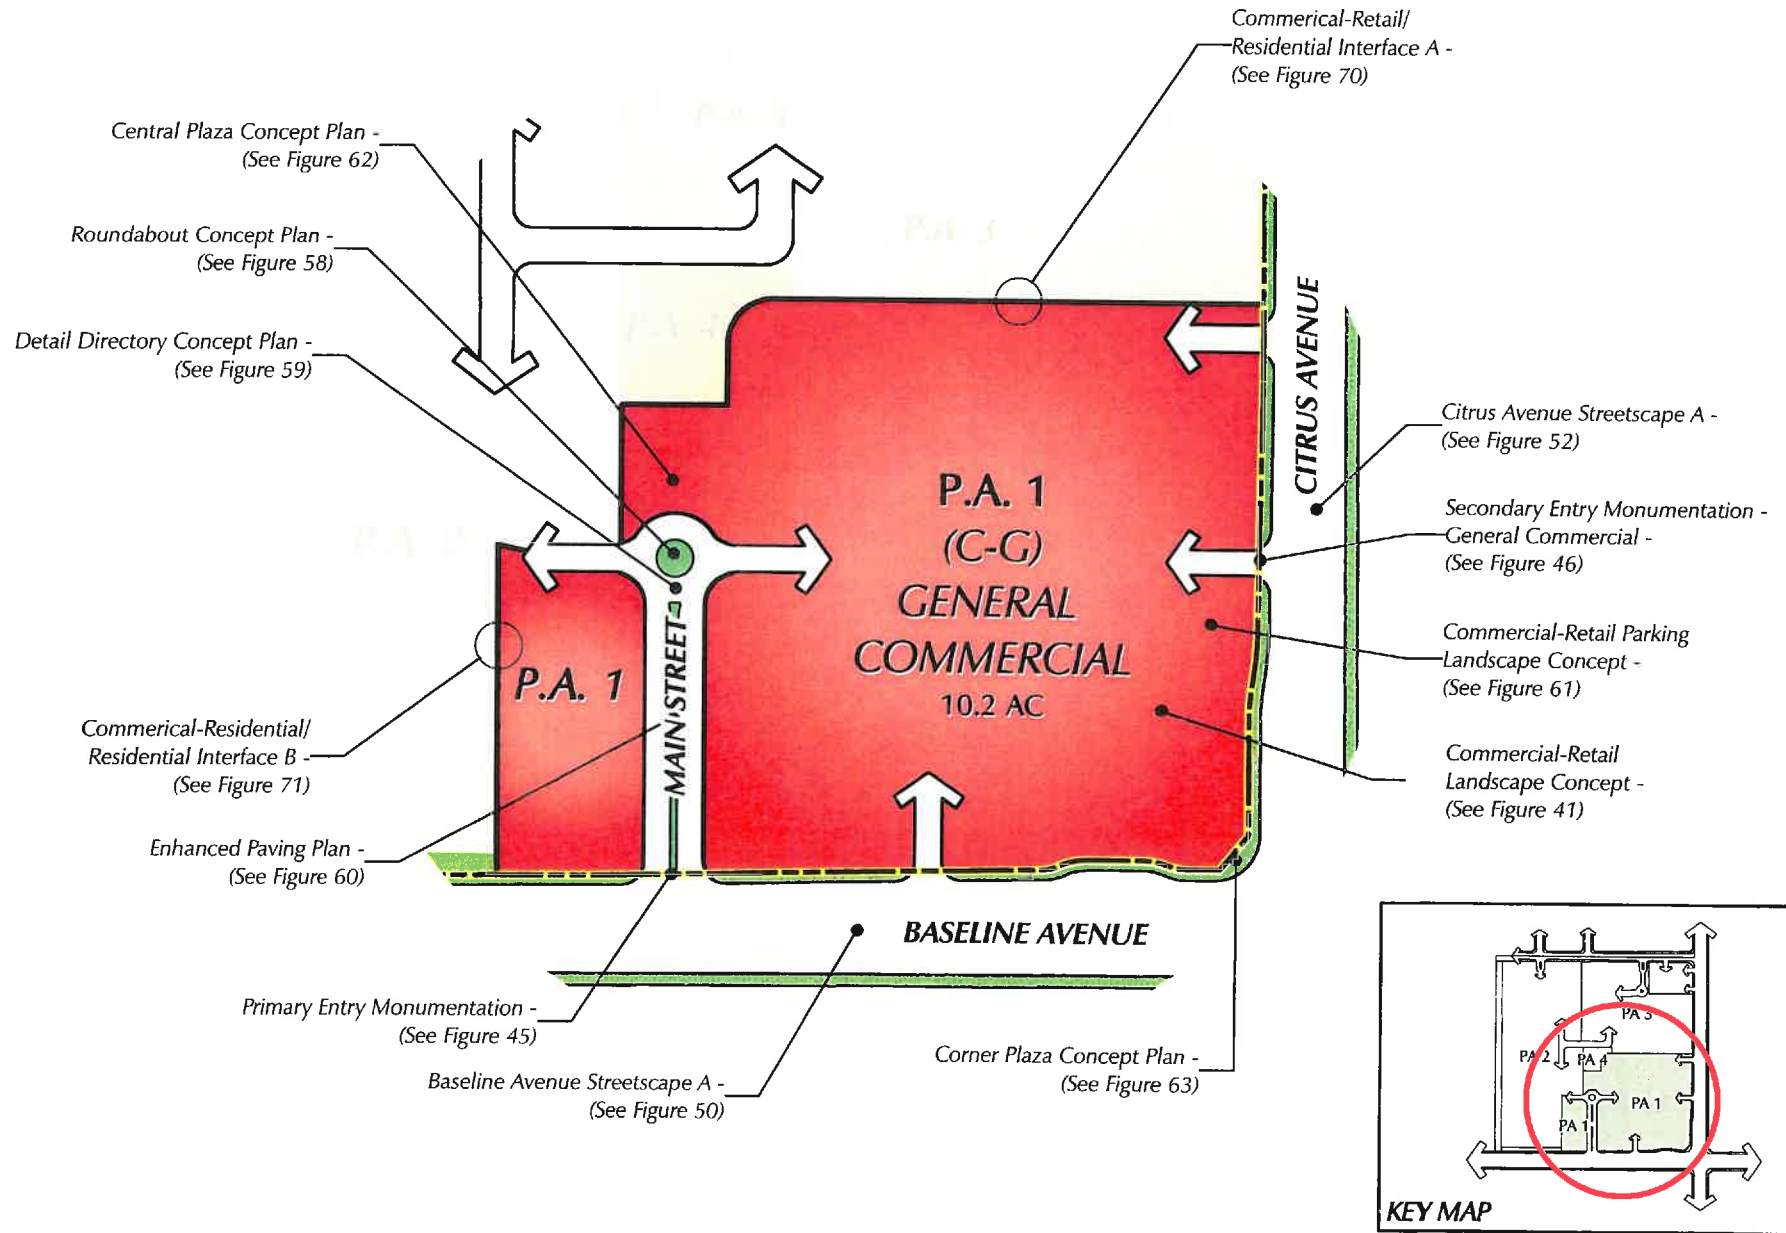 Commerical-Retail/
Residential Interface A -
(See Figure 70)
Central Plaza Concept Plan -
(See Figure 62)
Roundabout Concept Plan -
(See Figure 58)
Detail Directory Concept Plan -
(See Figure 59)
CITRUS AVENUE
Citrus Avenue Streetscape A -
(See Figure 52)
P.A. 1
(C-G)
GENERAL
COMMERCIAL
10.2 AC
Secondary Entry Monumentation -
General Commercial -
(See Figure 46)
Commercial-Retail Parking
Landscape Concept -
(See Figure 61)
P.A. 1
MAIN STREET
Commerical-Residential/
Residential Interface B -
(See Figure 71)
Commercial-Retail
Landscape Concept -
(See Figure 41)
Enhanced Paving Plan -
(See Figure 60)
BASELINE AVENUE
Primary Entry Monumentation -
(See Figure 45)
Baseline Avenue Streetscape A -
(See Figure 50)
Corner Plaza Concept Plan -
(See Figure 63)
PA 3
PA 2
PA 4
PA 1
PA 1
KEY MAP